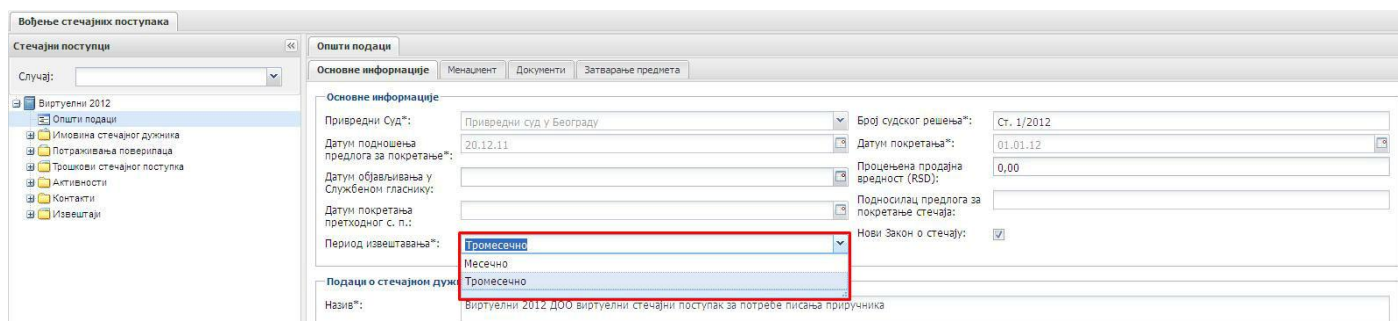 Вођење стечајних поступака
Стечајни поступци
Случај:
Виртуелни 2012
Општи подаци
Имовина стечајног дужника
Потраживања поверилаца
Трошкови стечајног поступка
Активности
Контакти
Извештаји
Општи подаци
Основне информације Менаџмент Документи Затварање предмета
Основне информације
Привредни Суд*: Привредни суд у Београду
Датум подношења
предлога за покретање*: 20.12.11
Датум објављивања у
Службеном гласнику:
Датум покретања
претходног с. п.:
Период извештавања*: Тромесечно
Месечно
Тромесечно
Број судског решења*: Ст. 1/2012
Датум покретања*: 01.01.12
Процењена продајна
вредност (RSD): 0,00
Подносилац предлога за
покретање стечаја:
Нови Закон о стечају:
Подаци о стечајном дуж
Назив*: Виртуелни 2012 ДОО виртуелни стечајни поступак за потребе писања приручника